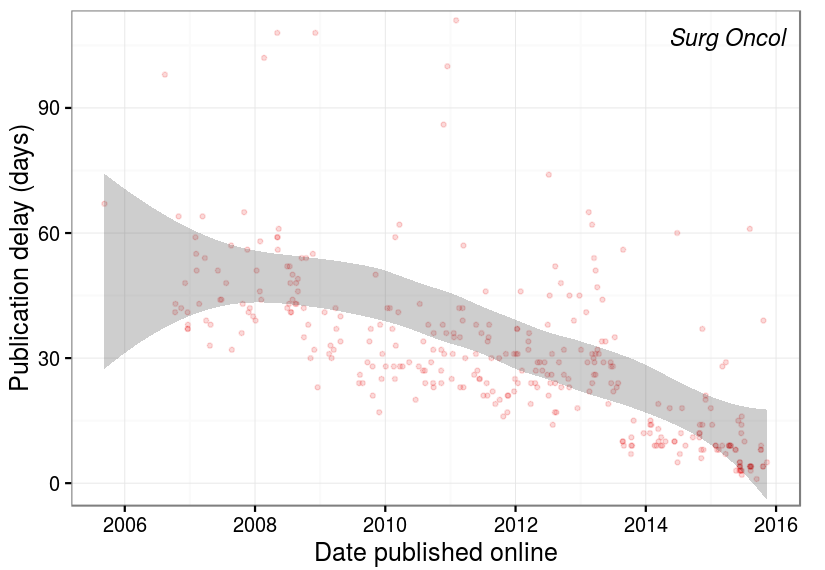 Surg Oncol
Publication delay (days)
90
60
30
0
2006 2008 2010 2012 2014 2016
Date published online